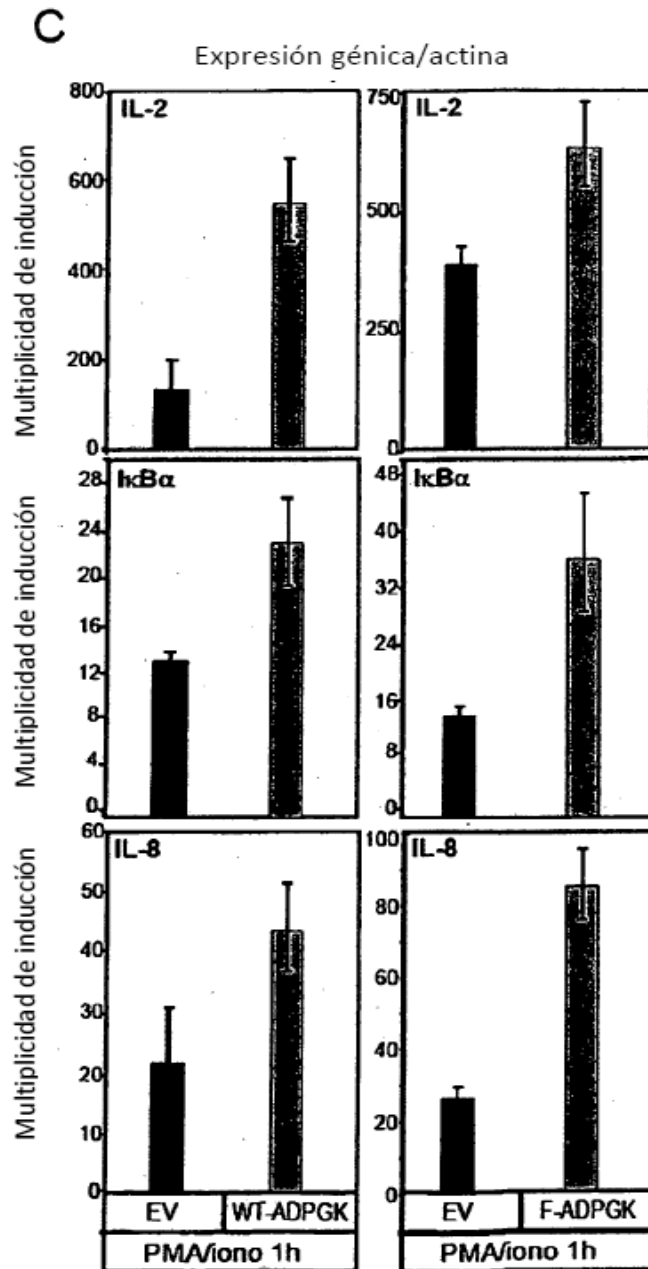 C
Expresión génica/actina
Multiplicidad de inducción
800
600
400
200
0
IL-2
750
500
250
0
IL-2
Multiplicidad de inducción
28
24
20
16
12
8
4
0
IκBα
48
40
32
24
16
8
0
IκBα
Multiplicidad de inducción
60
50
40
30
20
10
0
IL-8
100
80
60
40
20
0
IL-8
EV WT-ADPGK EV F-ADPGK
PMA/iono 1h PMA/iono 1h